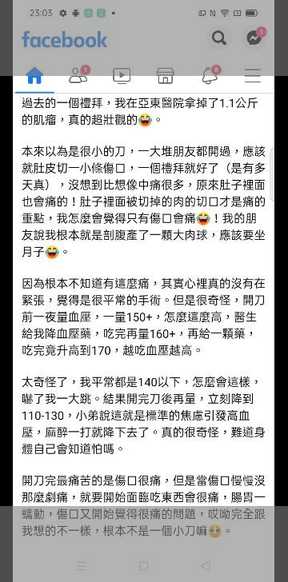 23:03
facebook
過去的一個禮拜，我在亞東醫院拿掉了1.1公斤
的肌瘤，真的超壯觀的😂。
本來以為是很小的刀，一大堆朋友都開過，應該
就肚皮切一小條傷口，一個禮拜就好了（是有多
天真），沒想到比想像中痛很多，原來肚子裡面
也會痛的！肚子裡面被切掉的肉的切口才是痛的
重點，我怎麼會覺得只有傷口會痛😂！我的朋
友說我根本就是剖腹產了一顆大肉球，應該要坐
月子😂。
因為根本不知道有這麼痛，其實心裡真的沒有在
緊張，覺得是很平常的手術。但是很奇怪，開刀
前一夜量血壓，一量150+，怎麼這麼高，醫生
給我降血壓藥，吃完再量160+，再給一顆藥，
吃完竟升高到170，越吃血壓越高。
太奇怪了，我平常都是140以下，怎麼會這樣，
嚇了我一大跳。結果開完刀後再量，立刻降到
110-130，小弟說這就是標準的焦慮引發高血
壓，麻醉一打就降下去了。真的很奇怪，難道身
體自己會知道怕嗎。
開刀完最痛苦的是傷口很痛，但是當傷口慢慢沒
那麼劇痛，就要開始面臨吃東西會很痛，腸胃一
蠕動，傷口又開始覺得很痛的問題，哎呦完全跟
我想的不一樣，根本不是一個小刀嘛🥺。